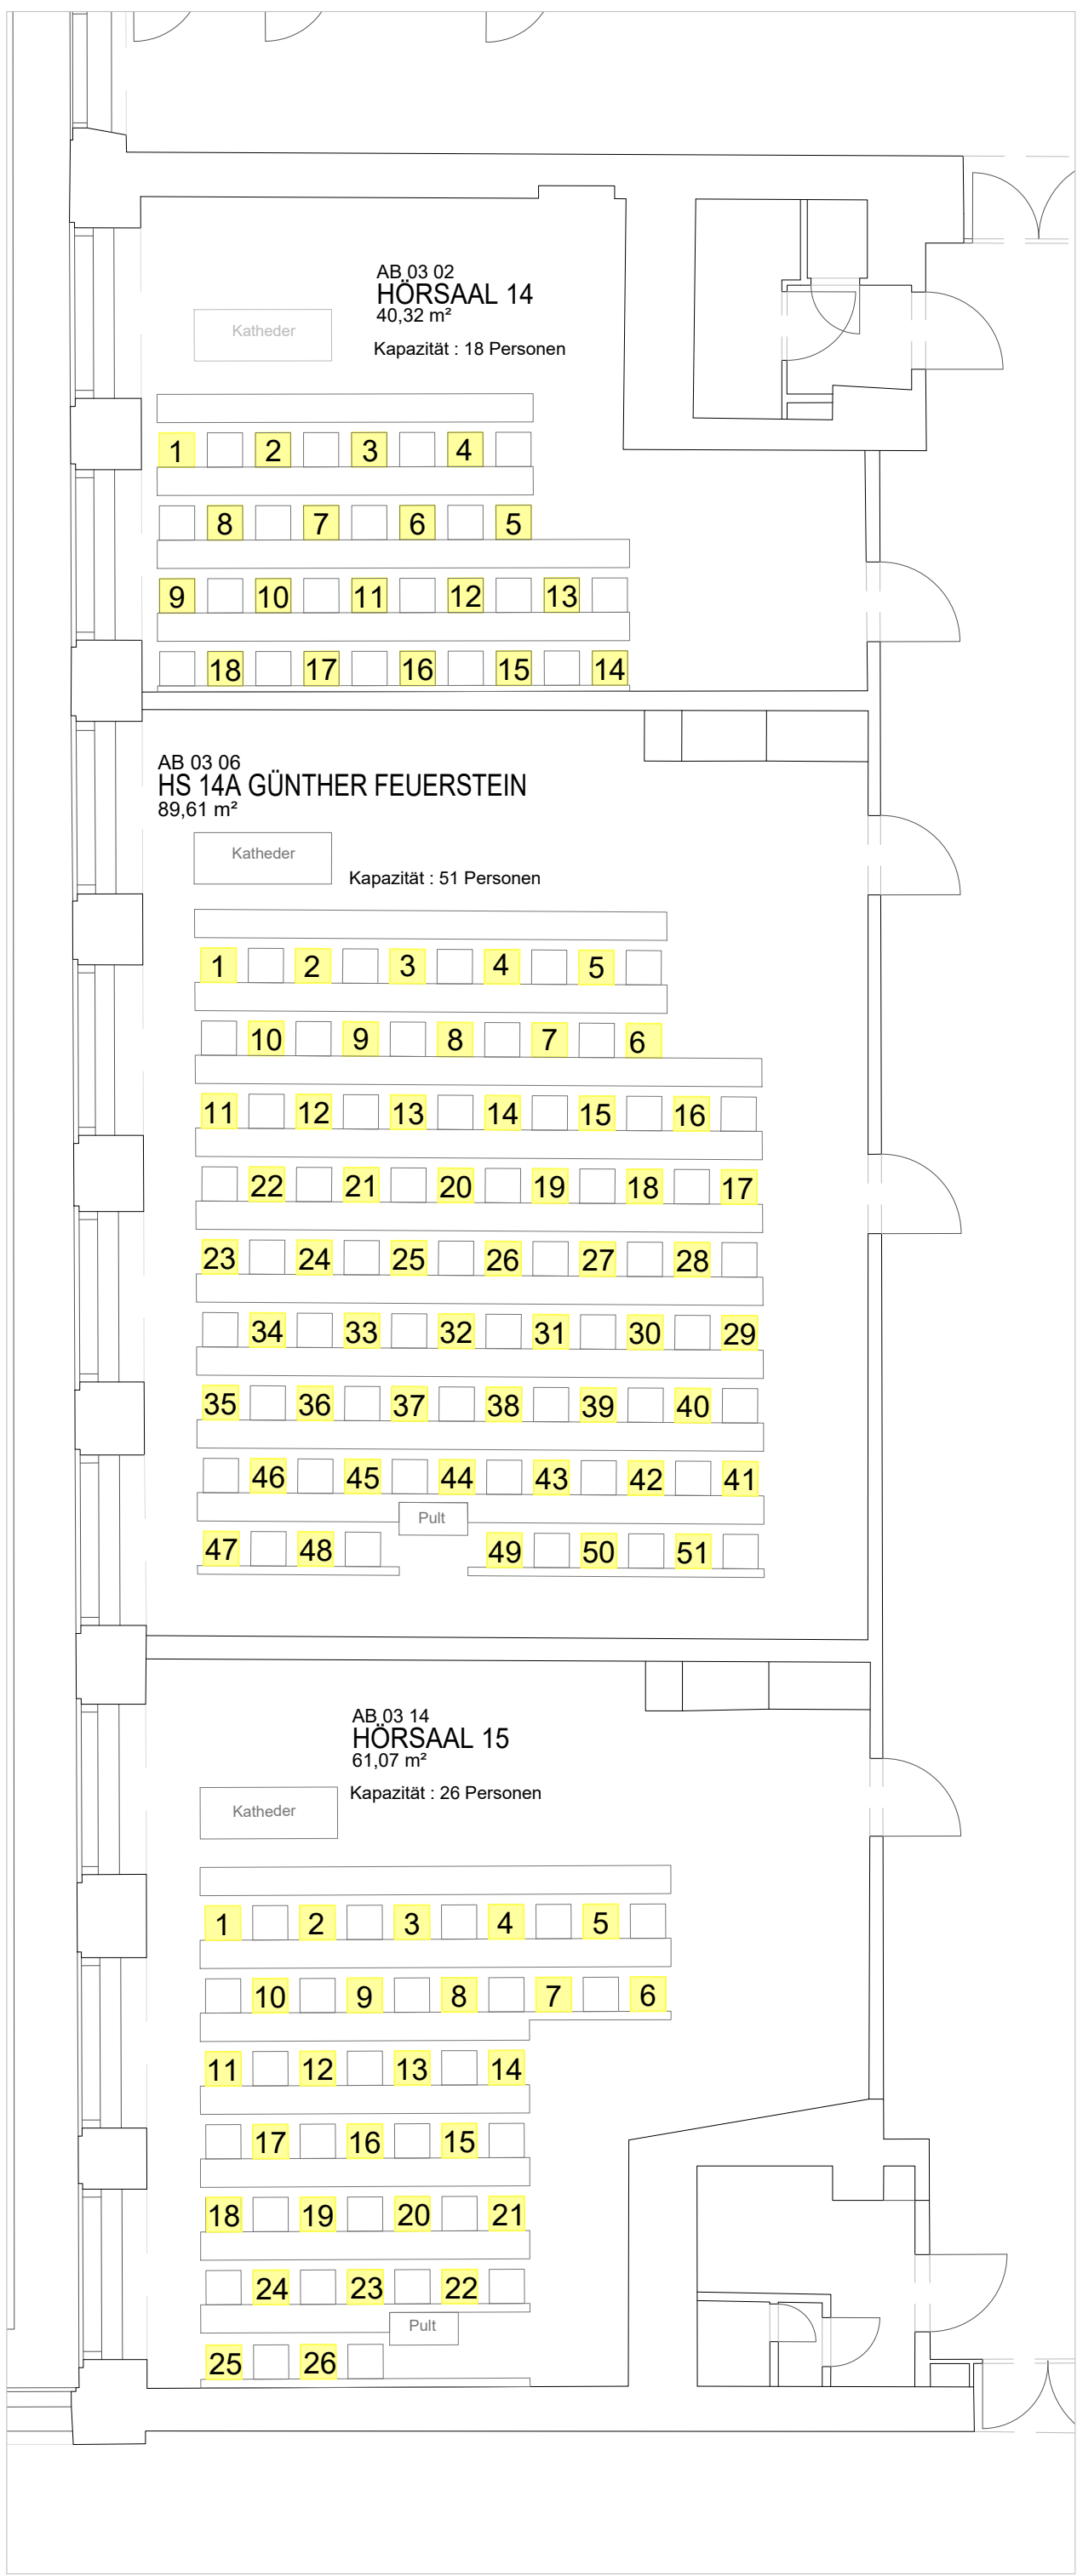 AB 03 02
HÖRSAAL 14
40,32 m²
Katheder
Kapazität : 18 Personen
1 2 3 4
8 7 6 5
9 10 11 12 13
18 17 16 15 14
AB 03 06
HS 14A GÜNTHER FEUERSTEIN
89,61 m²
Katheder
Kapazität : 51 Personen
1 2 3 4 5
10 9 8 7 6
11 12 13 14 15 16
22 21 20 19 18 17
23 24 25 26 27 28
34 33 32 31 30 29
35 36 37 38 39 40
46 45 44 43 42 41
Pult
47 48 49 50 51
AB 03 14
HÖRSAAL 15
61,07 m²
Kapazität : 26 Personen
Katheder
1 2 3 4 5
10 9 8 7 6
11 12 13 14
17 16 15
18 19 20 21
24 23 22
Pult
25 26